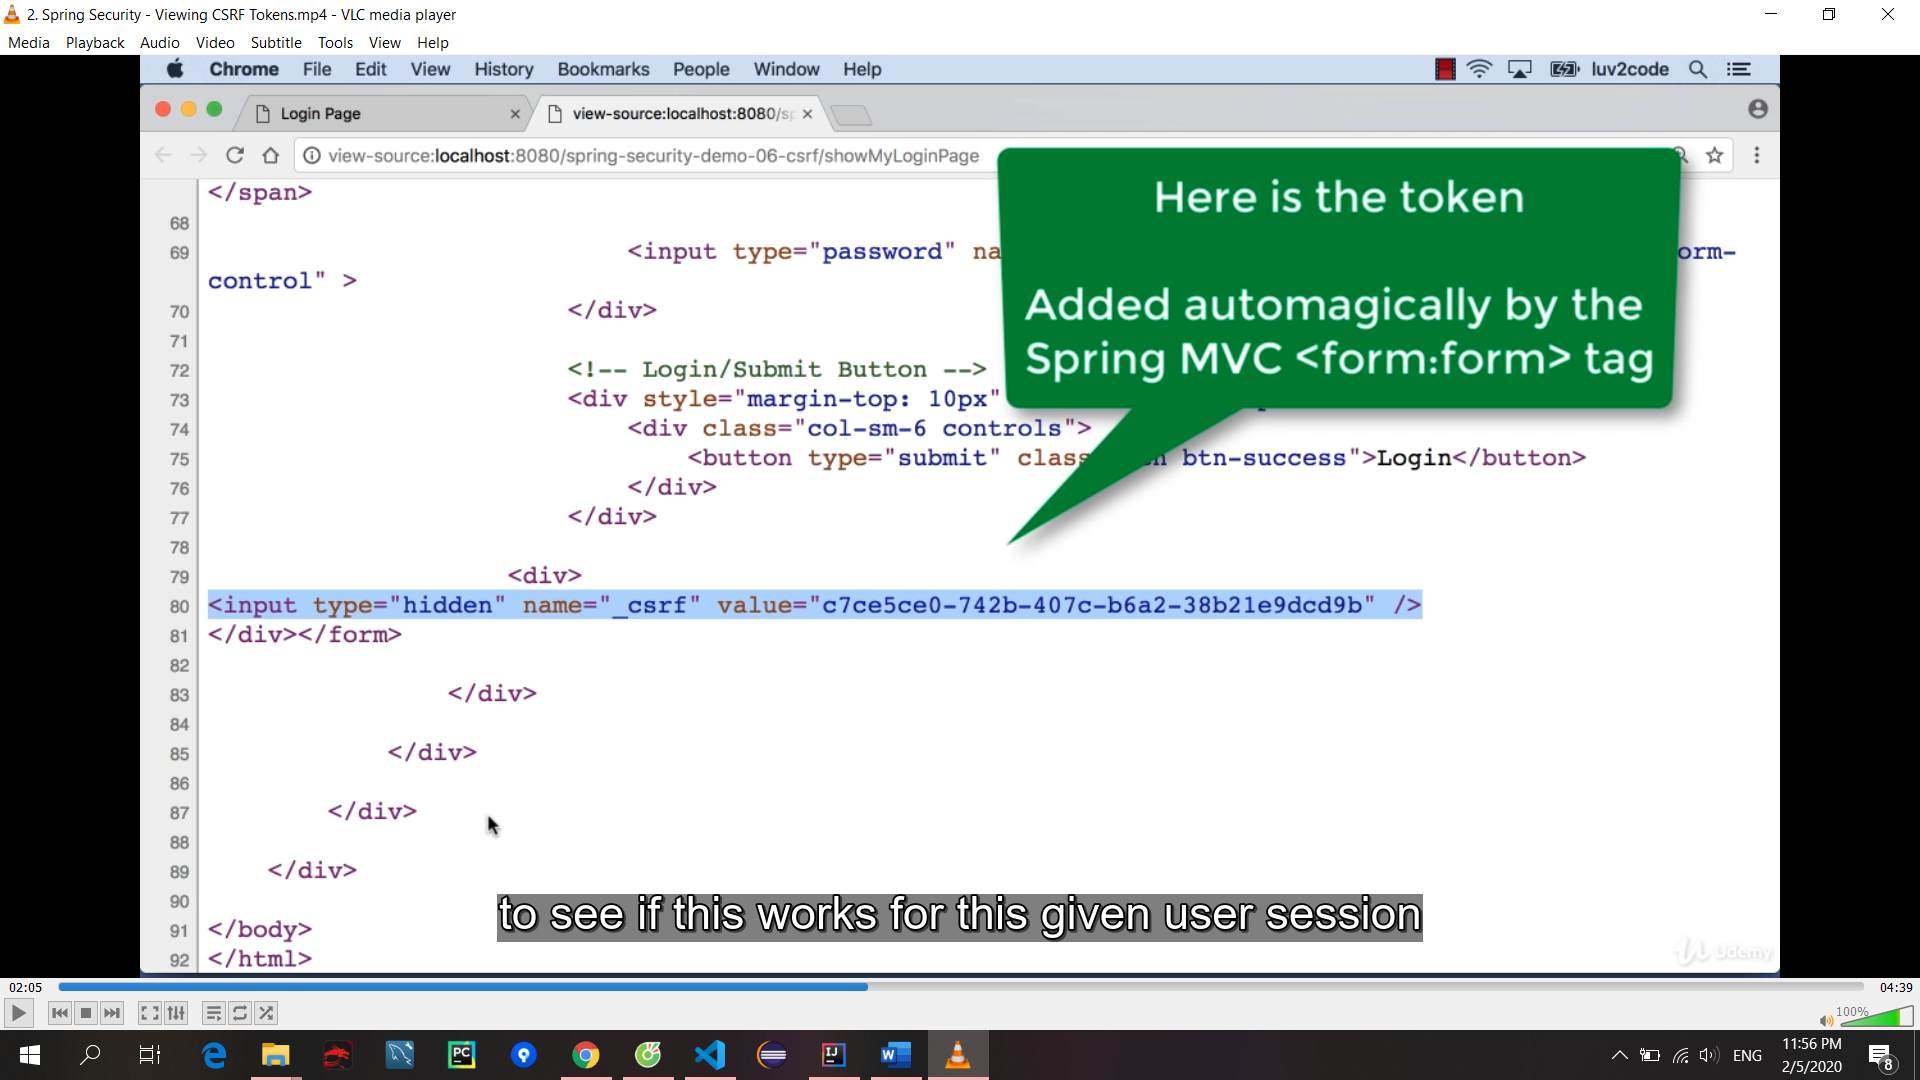 2. Spring Security - Viewing CSRF Tokens.mp4 - VLC media player
Media Playback Audio Video Subtitle Tools View Help
Chrome File Edit View History Bookmarks People Window Help luv2code
Login Page
view-source:localhost:8080/sp
view-source:localhost:8080/spring-security-demo-06-csrf/showMyLoginPage
Here is the token
Added automagically by the
Spring MVC <form:form> tag
</span>
68
69 <input type="password" na orm-
control" >
70 </div>
71
72 <!-- Login/Submit Button -->
73 <div style="margin-top: 10px"
74 <div class="col-sm-6 controls">
75 <button type="submit" class btn-success">Login</button>
76 </div>
77 </div>
78
79 <div>
80 <input type="hidden" name="_csrf" value="c7ce5ce0-742b-407c-b6a2-38b21e9dcd9b" />
81 </div></form>
82
83 </div>
84
85 </div>
86
87 </div>
88
89 </div>
90
91 </body>
92 </html>
to see if this works for this given user session
Udemy
02:05 04:39
100%
ENG
11:56 PM
2/5/2020
8